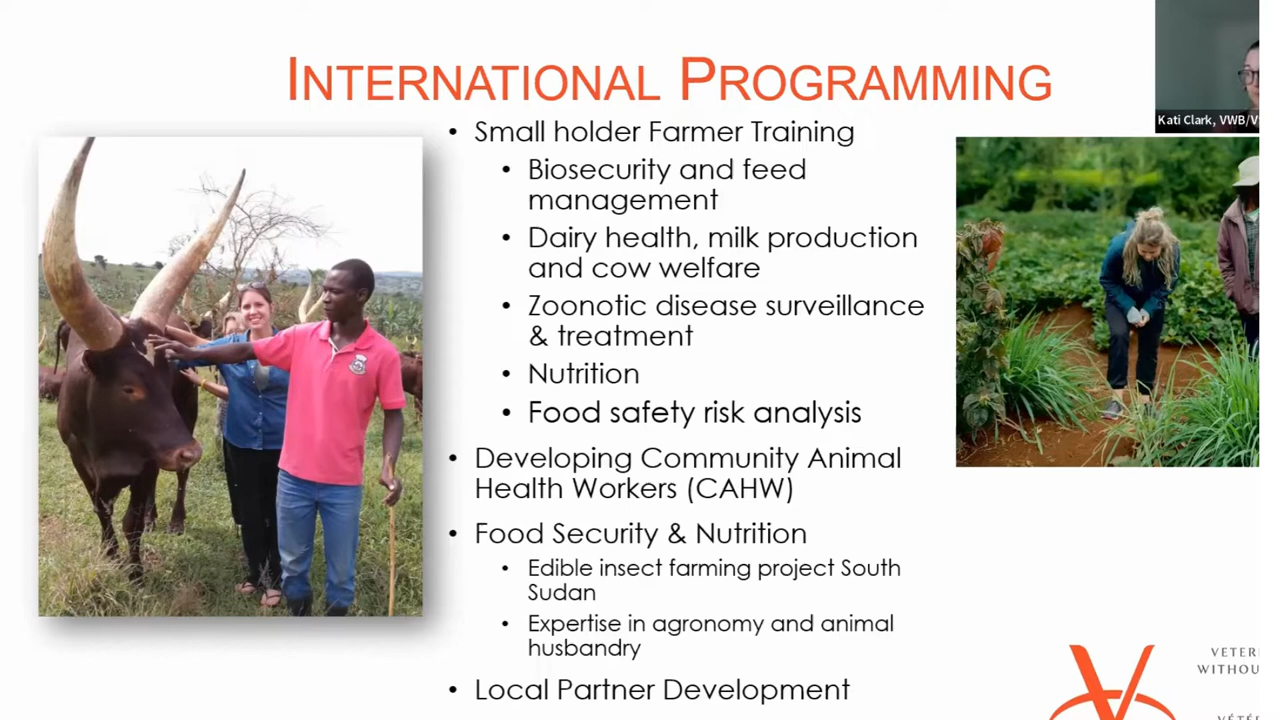 INTERNATIONAL PROGRAMMING
Kati Clark, VWB/V
• Small holder Farmer Training
• Biosecurity and feed
management
• Dairy health, milk production
and cow welfare
• Zoonotic disease surveillance
& treatment
• Nutrition
• Food safety risk analysis
• Developing Community Animal
Health Workers (CAHW)
• Food Security & Nutrition
• Edible insect farming project South
Sudan
• Expertise in agronomy and animal
husbandry
• Local Partner Development
VETER
WITHOU
VÉTÉ